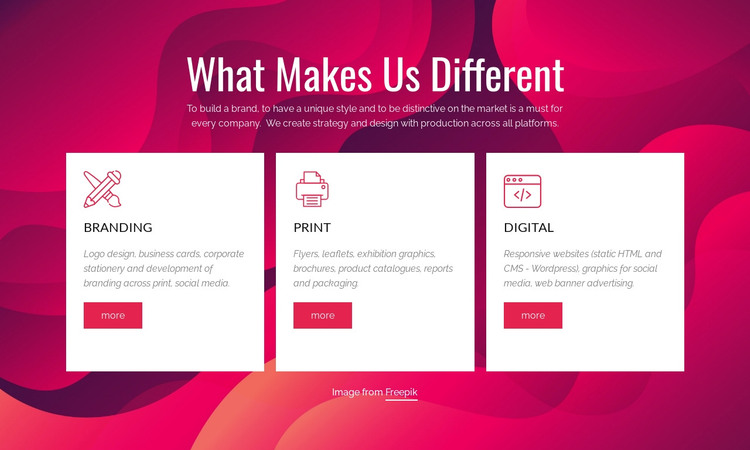 What Makes Us Different
To build a brand, to have a unique style and to be distinctive on the market is a must for
every company.  We create strategy and design with production across all platforms.
BRANDING
Logo design, business cards, corporate
stationery and development of
branding across print, social media.
more
PRINT
Flyers, leaflets, exhibition graphics,
brochures, product catalogues, reports
and packaging.
more
</>
DIGITAL
Responsive websites (static HTML and
CMS - Wordpress), graphics for social
media, web banner advertising.
more
Image from Freepik